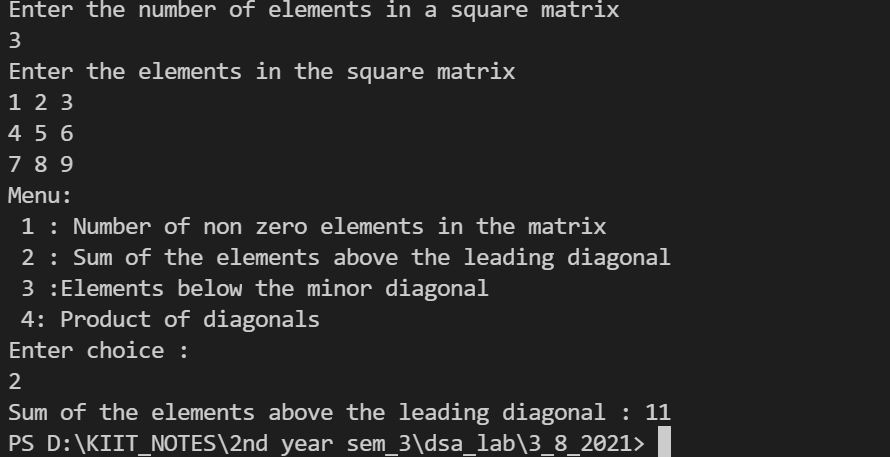 Enter the number of elements in a square matrix
3
Enter the elements in the square matrix
1 2 3
4 5 6
7 8 9
Menu:
 1 : Number of non zero elements in the matrix
 2 : Sum of the elements above the leading diagonal
 3 :Elements below the minor diagonal
 4: Product of diagonals
Enter choice :
2
Sum of the elements above the leading diagonal : 11
PS D:\KIIT_NOTES\2nd year sem_3\dsa_lab\3_8_2021>